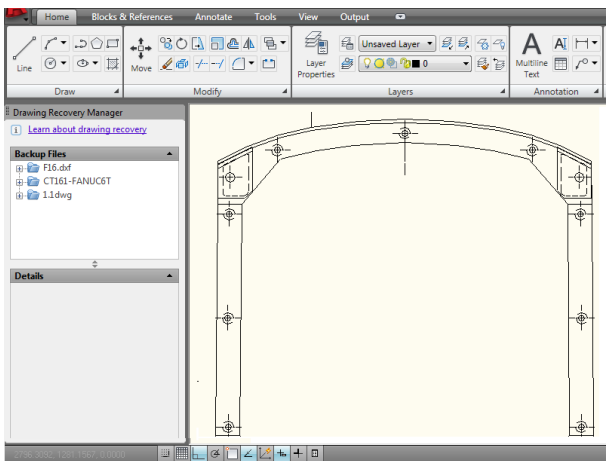 Home Blocks & References Annotate Tools View Output
Line
Move
Layer
Properties
Unsaved Layer
0
Multiline
Text
Draw Modify Layers Annotation
Drawing Recovery Manager
Learn about drawing recovery
Backup Files
F16.dxf
CT161-FANUC6T
1.1dwg
Details